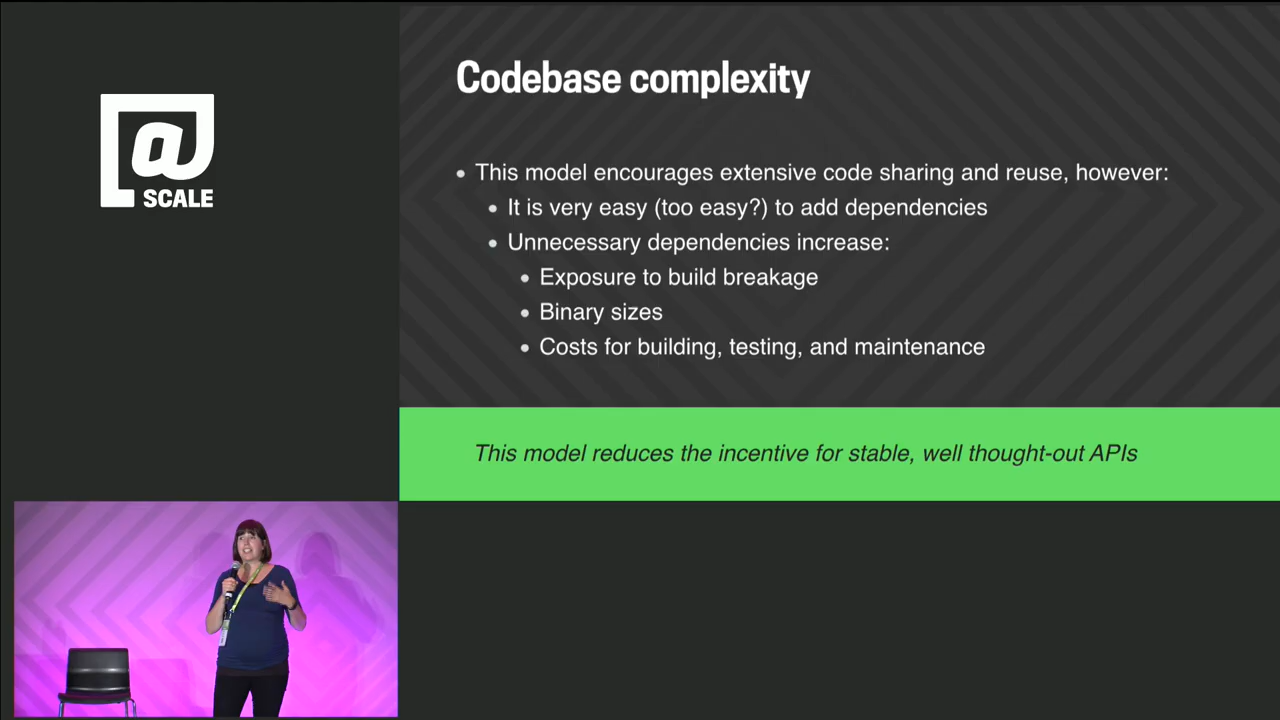 @
SCALE
Codebase complexity
This model encourages extensive code sharing and reuse, however:
It is very easy (too easy?) to add dependencies
Unnecessary dependencies increase:
Exposure to build breakage
Binary sizes
Costs for building, testing, and maintenance
This model reduces the incentive for stable, well thought-out APIs